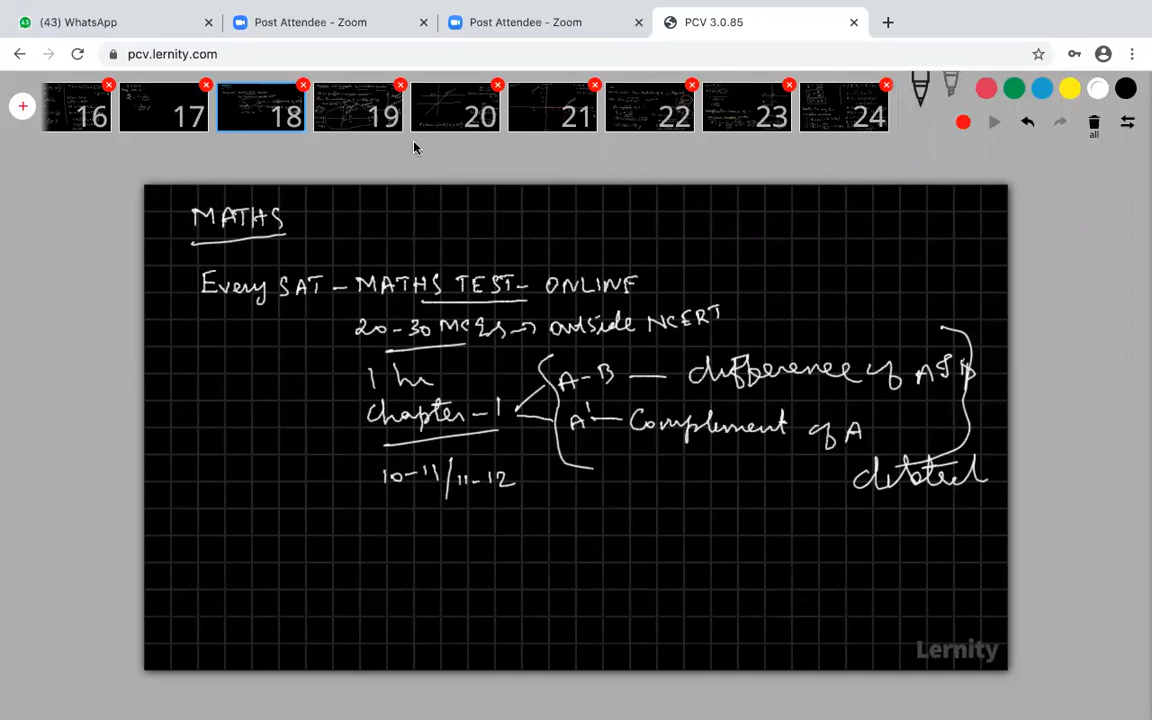 (43) WhatsApp
Post Attendee - Zoom
Post Attendee - Zoom
PCV 3.0.85
pcv.lernity.com
16 17 18 19 20 21 22 23 24
all
MATHS
Every SAT - MATHS TEST - ONLINE
20-30 MCQs → outside NCERT
1 hr
A-B — difference of A & B
chapter-1
A' — Complement of A
10-11/11-12
Lernity